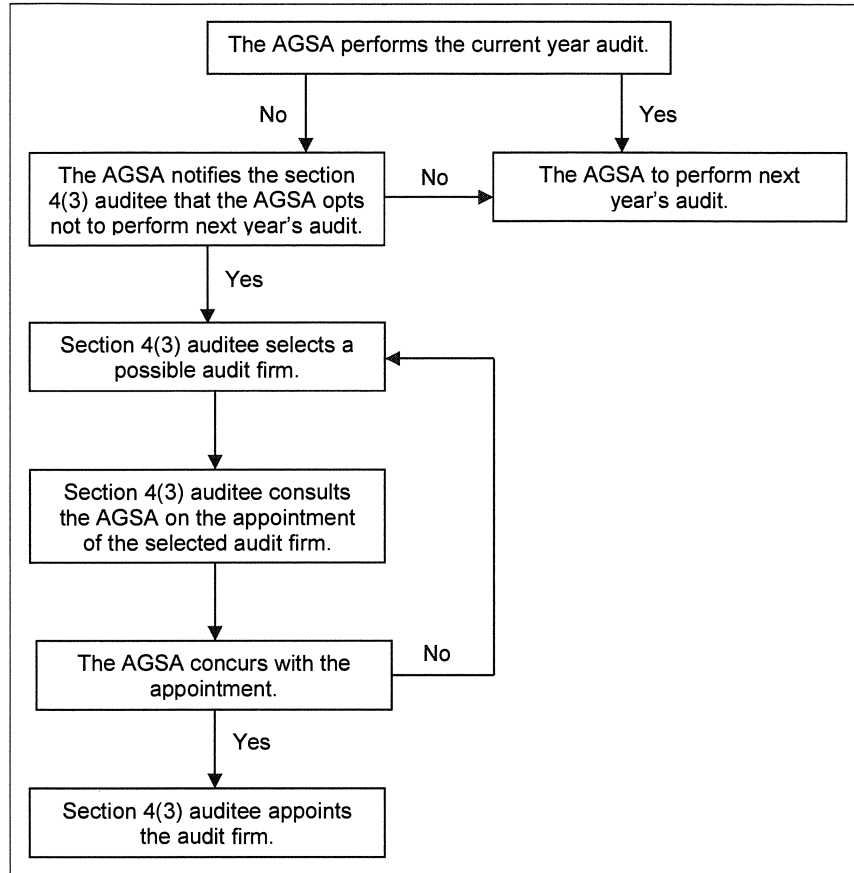 The AGSA performs the current year audit.
No
Yes
The AGSA notifies the section
4(3) auditee that the AGSA opts
not to perform next year's audit.
No
The AGSA to perform next
year's audit.
Yes
Section 4(3) auditee selects a
possible audit firm.
Section 4(3) auditee consults
the AGSA on the appointment
of the selected audit firm.
The AGSA concurs with the
appointment.
No
Yes
Section 4(3) auditee appoints
the audit firm.